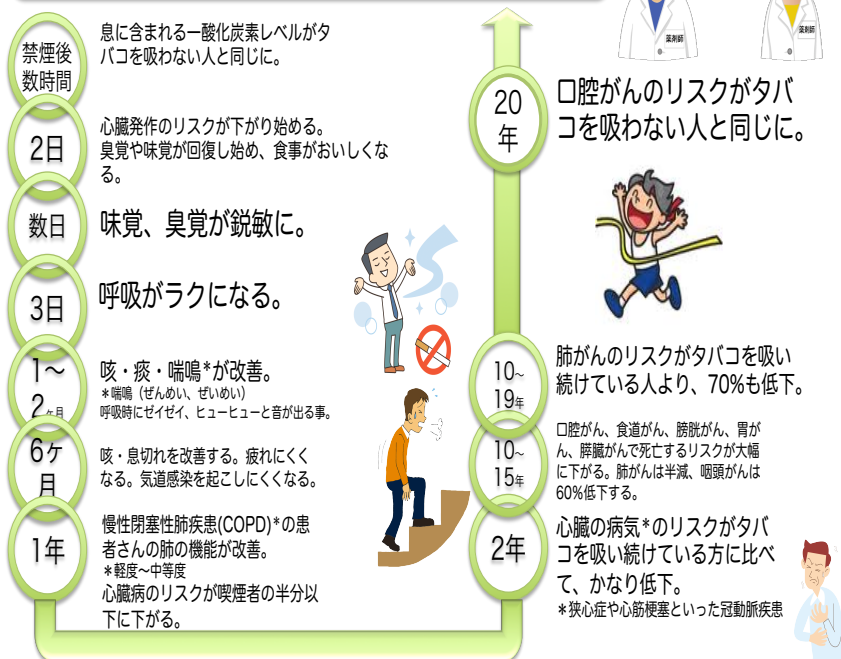 禁煙後
数時間
息に含まれる一酸化炭素レベルがタ
バコを吸わない人と同じに。
2日
心臓発作のリスクが下がり始める。
臭覚や味覚が回復し始め、食事がおいしくな
る。
数日
味覚、臭覚が鋭敏に。
3日
呼吸がラクになる。
1〜
2ヶ月
咳・痰・喘鳴*が改善。
*喘鳴（ぜんめい、ぜいめい）
呼吸時にゼイゼイ、ヒューヒューと音が出る事。
6ケ
月
咳・息切れを改善する。疲れにくく
なる。気道感染を起こしにくくなる。
1年
慢性閉塞性肺疾患(COPD)*の患
者さんの肺の機能が改善。
*軽度〜中等度
心臓病のリスクが喫煙者の半分以
下に下がる。
2年
心臓の病気*のリスクがタバ
コを吸い続けている方に比べ
て、かなり低下。
*狭心症や心筋梗塞といった冠動脈疾患
10〜
15年
口腔がん、食道がん、膀胱がん、胃が
ん、膵臓がんで死亡するリスクが大幅
に下がる。肺がんは半減、咽頭がんは
60%低下する。
10〜
19年
肺がんのリスクがタバコを吸い
続けている人より、70%も低下。
20
年
口腔がんのリスクがタバ
コを吸わない人と同じに。
薬剤師
薬剤師